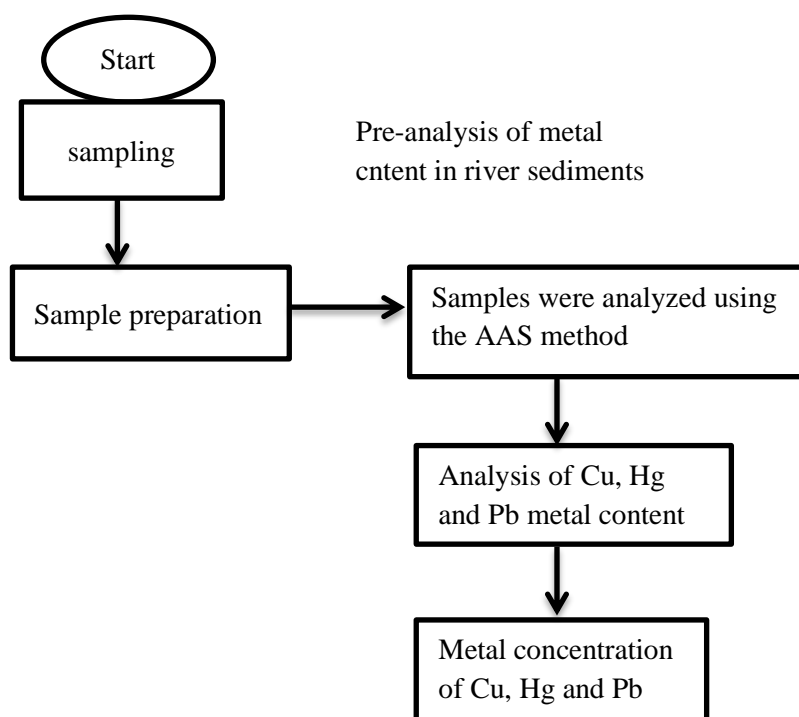 Start
sampling
Pre-analysis of metal
cntent in river sediments
Sample preparation
Samples were analyzed using
the AAS method
Analysis of Cu, Hg
and Pb metal content
Metal concentration
of Cu, Hg and Pb